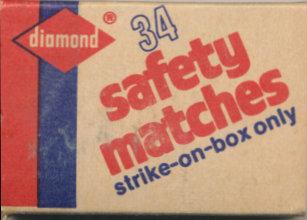 diamond®
34
safety
matches
strike-on-box only